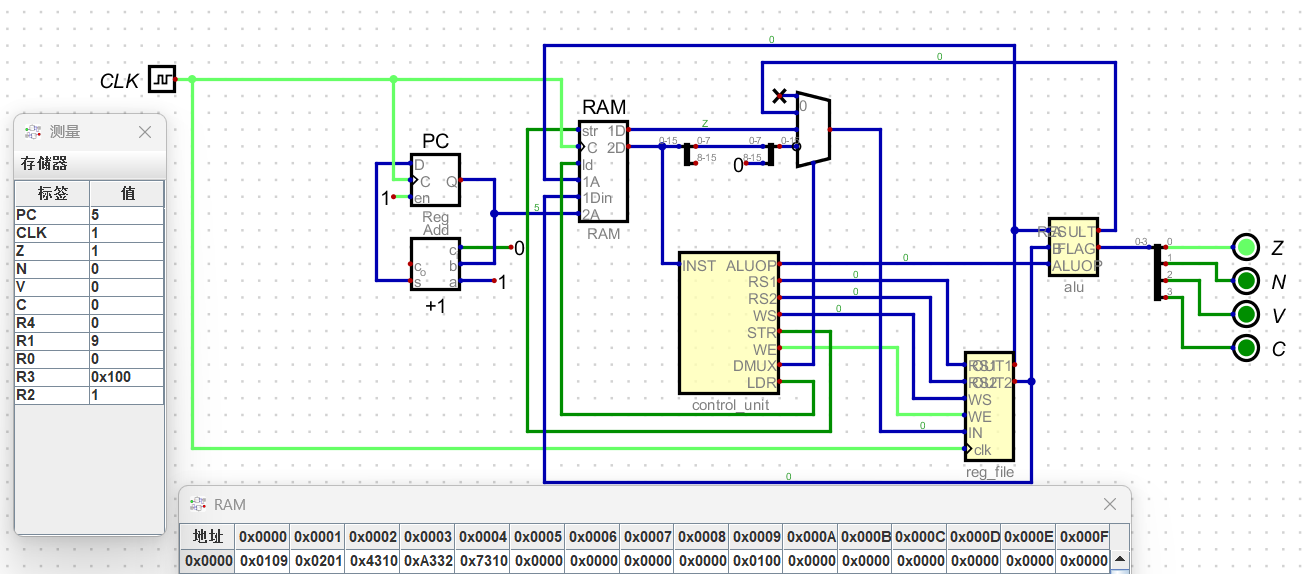 0
0
CLK
RAM
0
str 1D
z
C 2D
0-15 0-7 0-7 0-15
8-15 0 8-15
ld
1A
1Din
2A
RAM
测量
存储器
标签 值
PC 5
CLK 1
Z 1
N 0
V 0
C 0
R4 0
R1 9
R0 0
R3 0x100
R2 1
PC
D
C Q
1 en
Reg
5
Add
c 0
c b
o
s a 1
+1
INST ALUOP
RS1
RS2
WS
STR
WE
DMUX
LDR
control_unit
0
0
0
0
0
RS1 OUT1
RS2 OUT2
WS
WE
IN
clk
reg_file
0
A RESULT
B FLAG
ALUOP
alu
0-3 0
1
2
3
Z
N
V
C
RAM
地址 0x0000 0x0001 0x0002 0x0003 0x0004 0x0005 0x0006 0x0007 0x0008 0x0009 0x000A 0x000B 0x000C 0x000D 0x000E 0x000F
0x0000 0x0109 0x0201 0x4310 0xA332 0x7310 0x0000 0x0000 0x0000 0x0000 0x0100 0x0000 0x0000 0x0000 0x0000 0x0000 0x0000